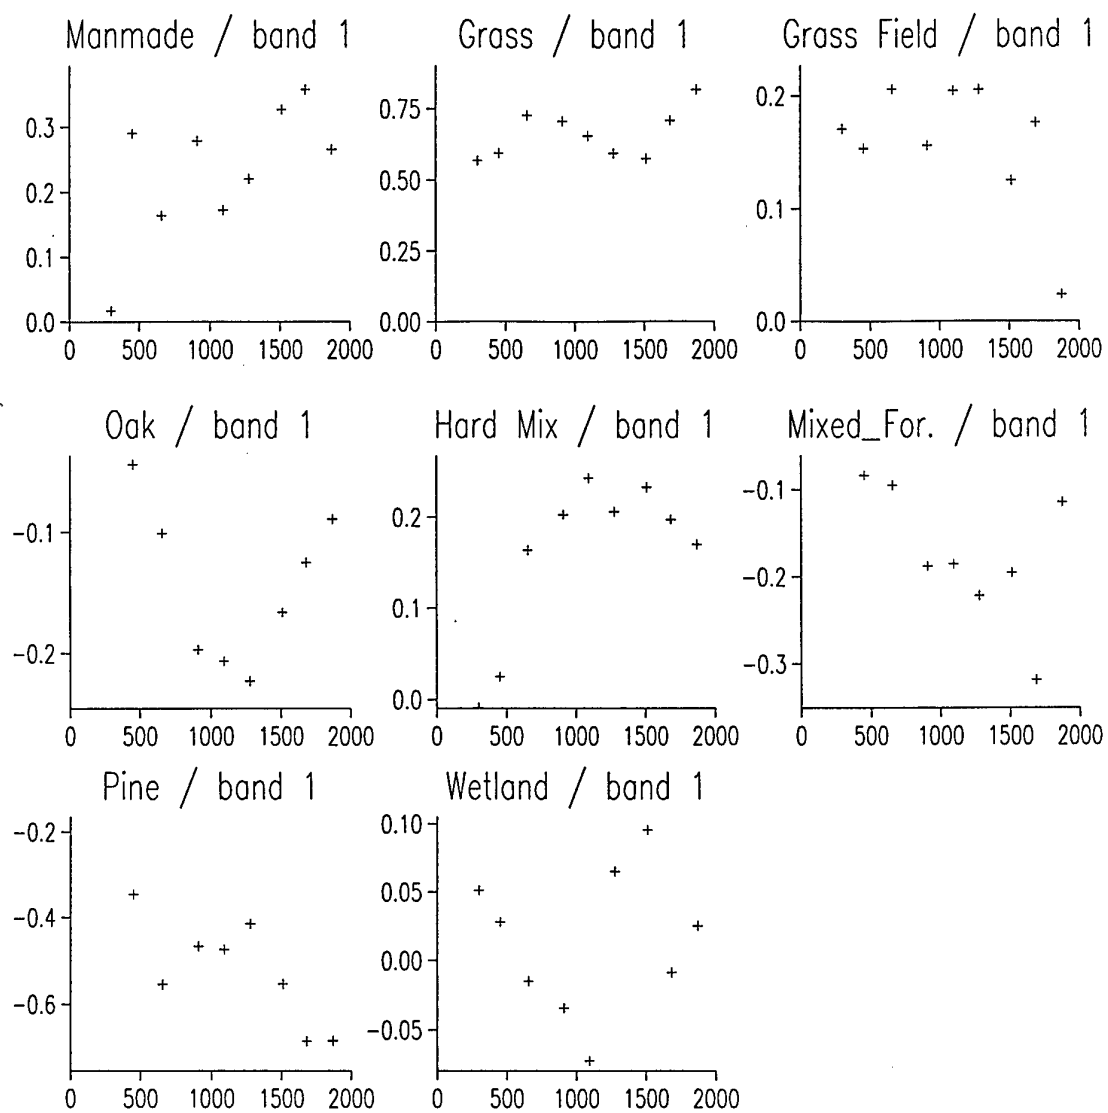 Manmade / band 1
Grass / band 1
Grass Field / band 1
0.3
0.2
0.1
0.0
0 500 1000 1500 2000
0.75
0.50
0.25
0.00
0 500 1000 1500 2000
0.2
0.1
0.0
0 500 1000 1500 2000
Oak / band 1
Hard Mix / band 1
Mixed_For. / band 1
-0.1
-0.2
0 500 1000 1500 2000
0.2
0.1
0.0
0 500 1000 1500 2000
-0.1
-0.2
-0.3
0 500 1000 1500 2000
Pine / band 1
Wetland / band 1
-0.2
-0.4
-0.6
0 500 1000 1500 2000
0.10
0.05
0.00
-0.05
0 500 1000 1500 2000